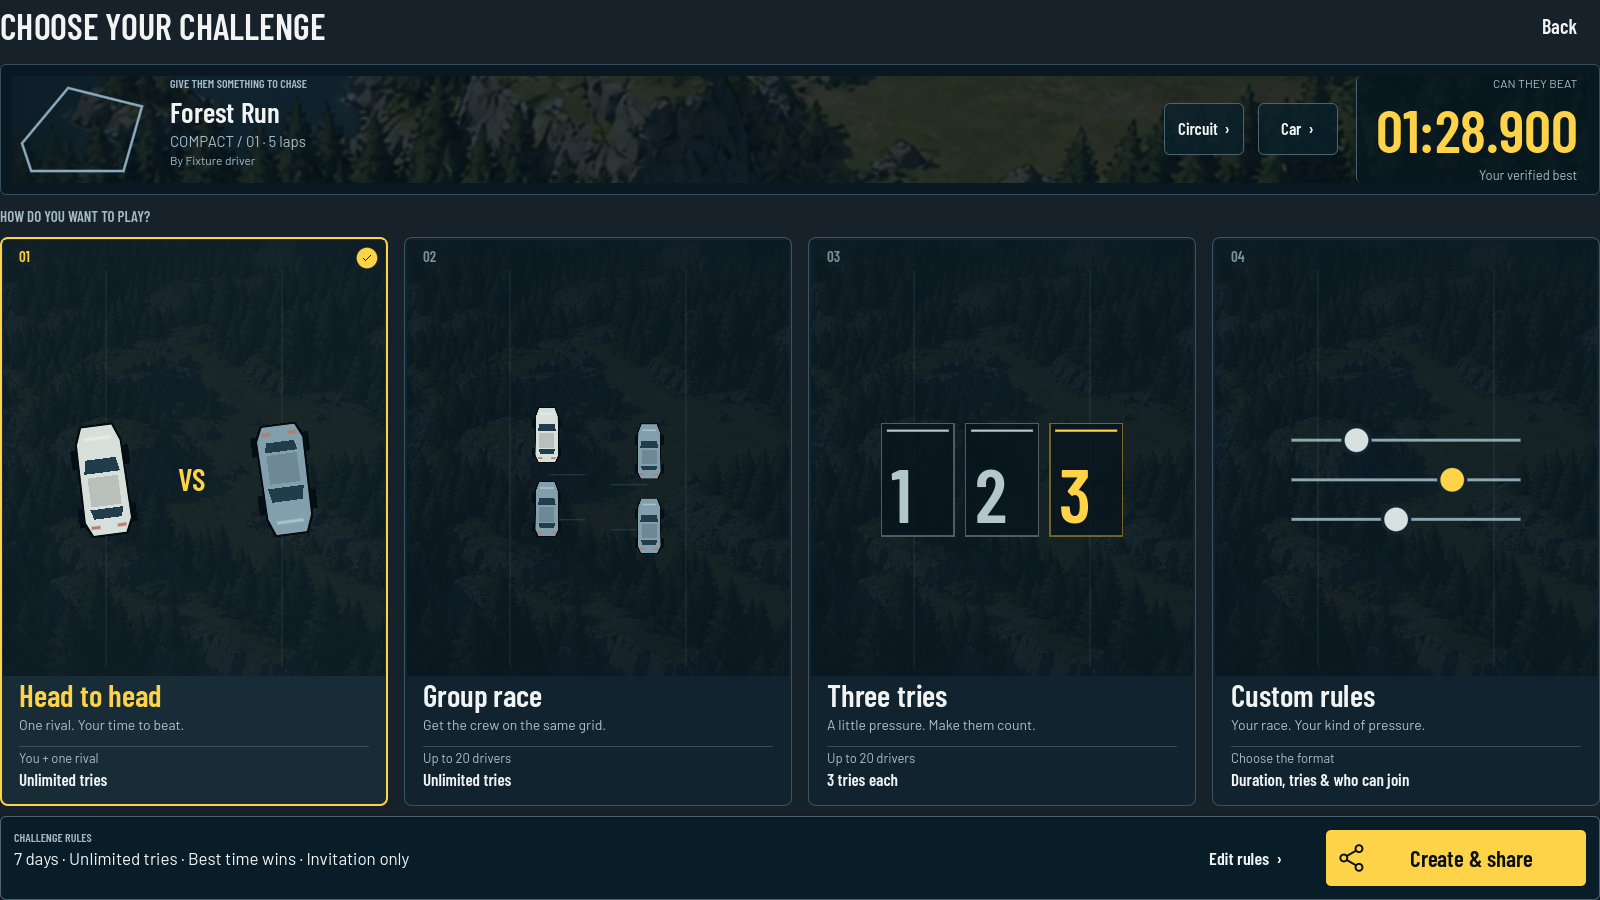 CHOOSE YOUR CHALLENGE
Back
GIVE THEM SOMETHING TO CHASE
Forest Run
COMPACT / 01 · 5 laps
By Fixture driver
Circuit ›
Car ›
CAN THEY BEAT
01:28.900
Your verified best
HOW DO YOU WANT TO PLAY?
01
VS
Head to head
One rival. Your time to beat.
You + one rival
Unlimited tries
02
Group race
Get the crew on the same grid.
Up to 20 drivers
Unlimited tries
03
1 2 3
Three tries
A little pressure. Make them count.
Up to 20 drivers
3 tries each
04
Custom rules
Your race. Your kind of pressure.
Choose the format
Duration, tries & who can join
CHALLENGE RULES
7 days · Unlimited tries · Best time wins · Invitation only
Edit rules ›
Create & share